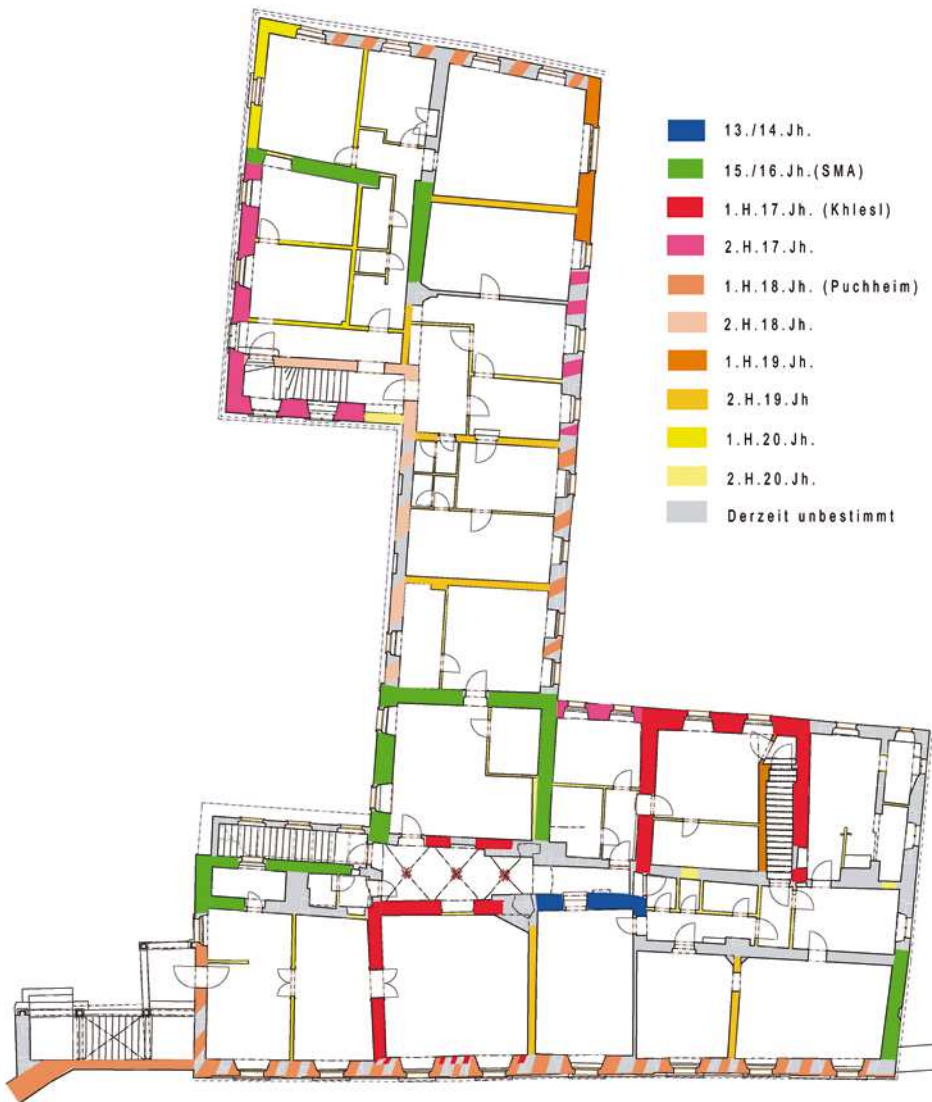 13./14.Jh.
15./16.Jh.(SMA)
1.H.17.Jh. (Khlesl)
2.H.17.Jh.
1.H.18.Jh. (Puchheim)
2.H.18.Jh.
1.H.19.Jh.
2.H.19.Jh
1.H.20.Jh.
2.H.20.Jh.
Derzeit unbestimmt